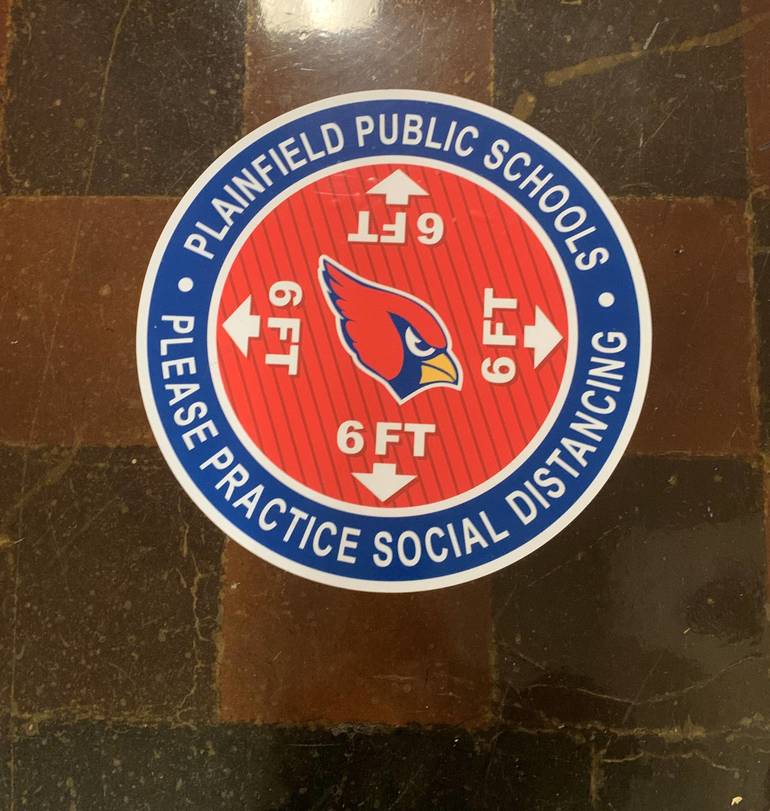 PLAINFIELD PUBLIC SCHOOLS
6 FT
6 FT
6 FT
6 FT
• PLEASE PRACTICE SOCIAL DISTANCING •